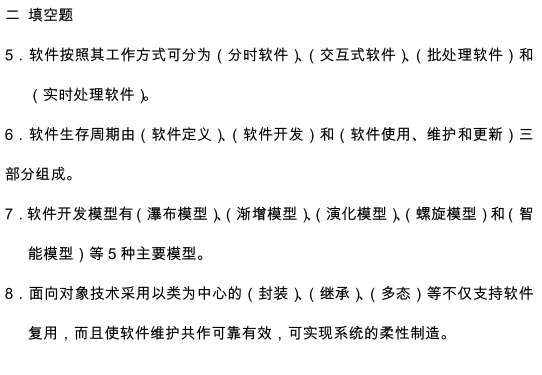 二 填空题
5．软件按照其工作方式可分为（分时软件）、（交互式软件）、（批处理软件）和
（实时处理软件）。
6．软件生存周期由（软件定义）、（软件开发）和（软件使用、维护和更新）三
部分组成。
7．软件开发模型有（瀑布模型）、（渐增模型）、（演化模型）、（螺旋模型）和（智
能模型）等５种主要模型。
8．面向对象技术采用以类为中心的（封装）、（继承）、（多态）等不仅支持软件
复用，而且使软件维护共作可靠有效，可实现系统的柔性制造。